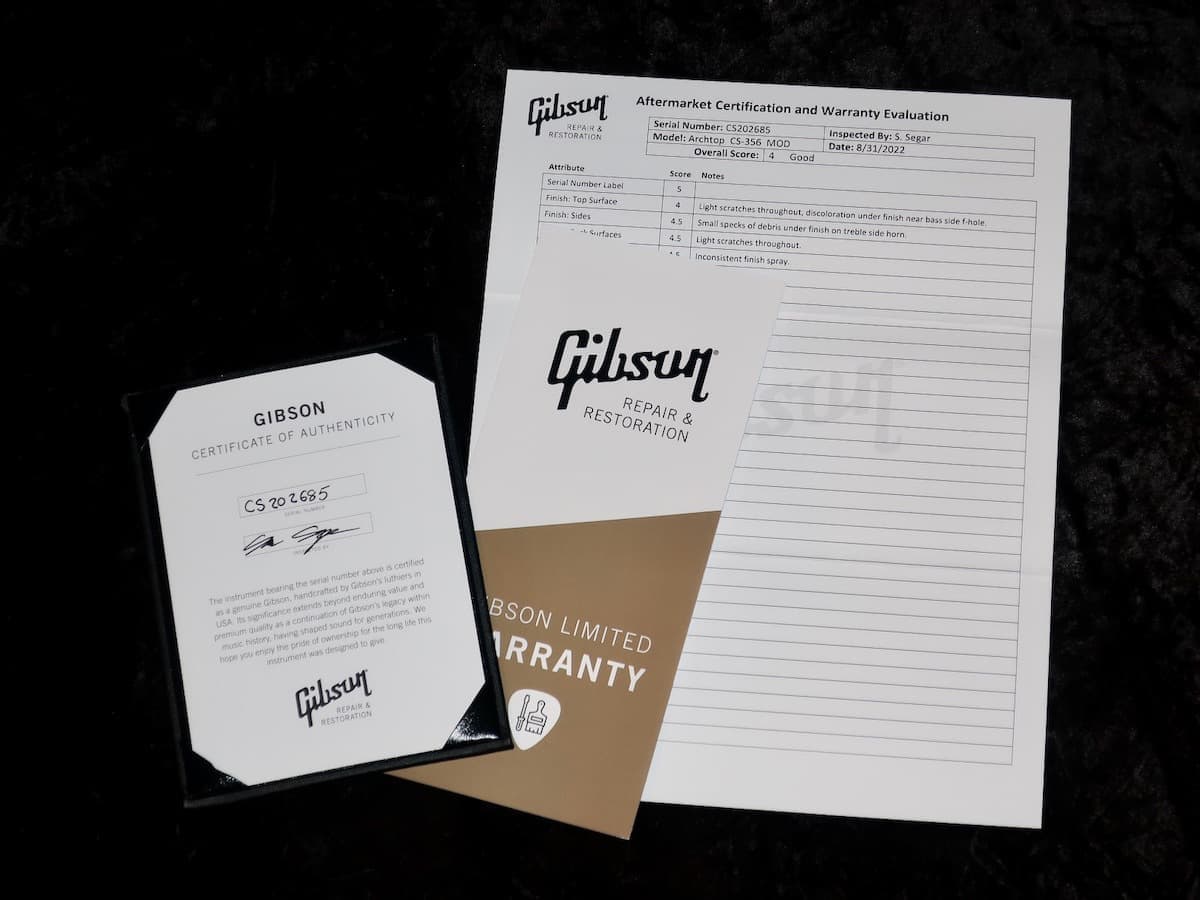 Gibson
REPAIR &
RESTORATION
Aftermarket Certification and Warranty Evaluation
Serial Number: CS202685 Inspected By: S. Segar
Model: Archtop CS-356 MOD Date: 8/31/2022
Overall Score: 4 Good
Attribute Score Notes
Serial Number Label 5
Finish: Top Surface 4 Light scratches throughout, discoloration under finish near bass side f-hole.
Finish: Sides 4.5 Small specks of debris under finish on treble side horn.
Surfaces 4.5 Light scratches throughout.
Inconsistent finish spray.
Gibson
REPAIR &
RESTORATION
IBSON LIMITED
ARRANTY
GIBSON
CERTIFICATE OF AUTHENTICITY
CS202685
SERIAL NUMBER
The instrument bearing the serial number above is certified
as a genuine Gibson, handcrafted by Gibson's luthiers in
USA. Its significance extends beyond enduring value and
premium quality as a continuation of Gibson's legacy within
music history, having shaped sound for generations. We
hope you enjoy the pride of ownership for the long life this
instrument was designed to give.
Gibson
REPAIR &
RESTORATION